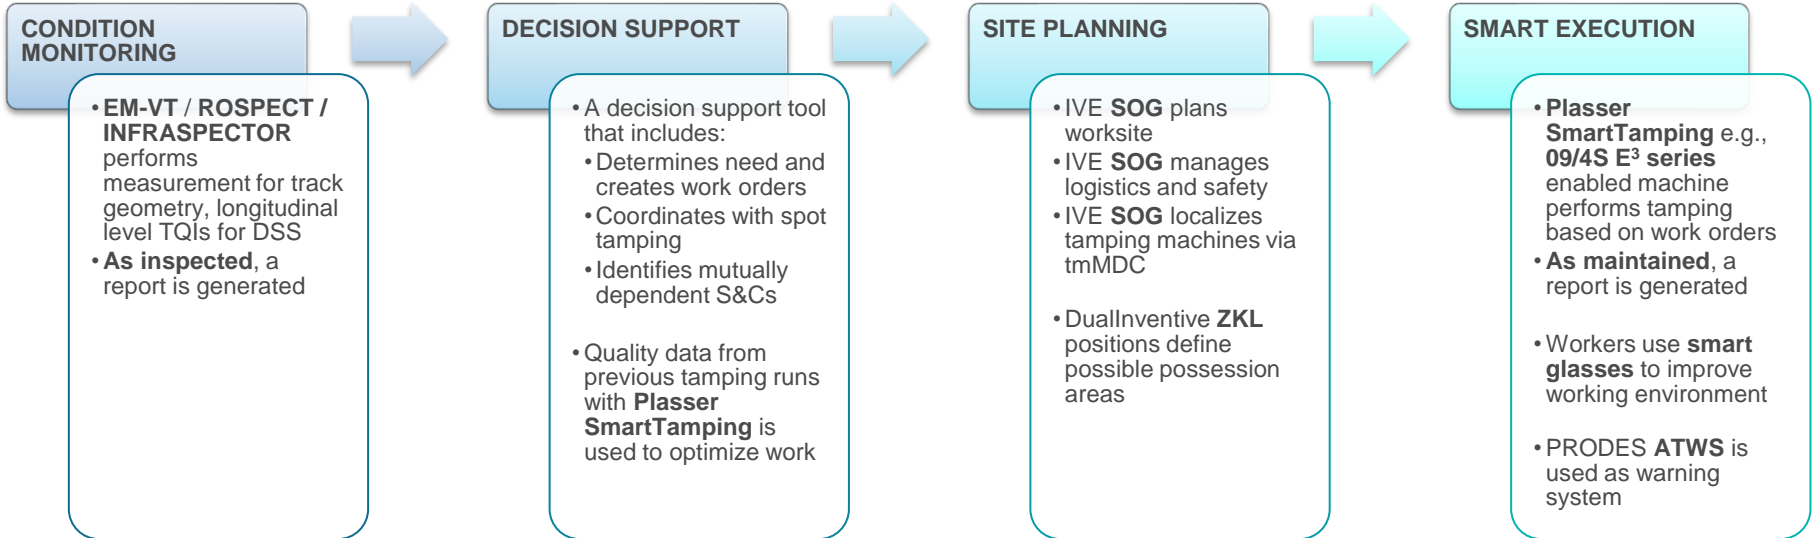 CONDITION
MONITORING
• EM-VT / ROSPECT /
INFRASPECTOR
performs
measurement for track
geometry, longitudinal
level TQIs for DSS
• As inspected, a
report is generated
DECISION SUPPORT
• A decision support tool
that includes:
• Determines need and
creates work orders
• Coordinates with spot
tamping
• Identifies mutually
dependent S&Cs
• Quality data from
previous tamping runs
with Plasser
SmartTamping is
used to optimize work
SITE PLANNING
• IVE SOG plans
worksite
• IVE SOG manages
logistics and safety
• IVE SOG localizes
tamping machines via
tmMDC
• DualInventive ZKL
positions define
possible possession
areas
SMART EXECUTION
• Plasser
SmartTamping e.g.,
09/4S E³ series
enabled machine
performs tamping
based on work orders
• As maintained, a
report is generated
• Workers use smart
glasses to improve
working environment
• PRODES ATWS is
used as warning
system